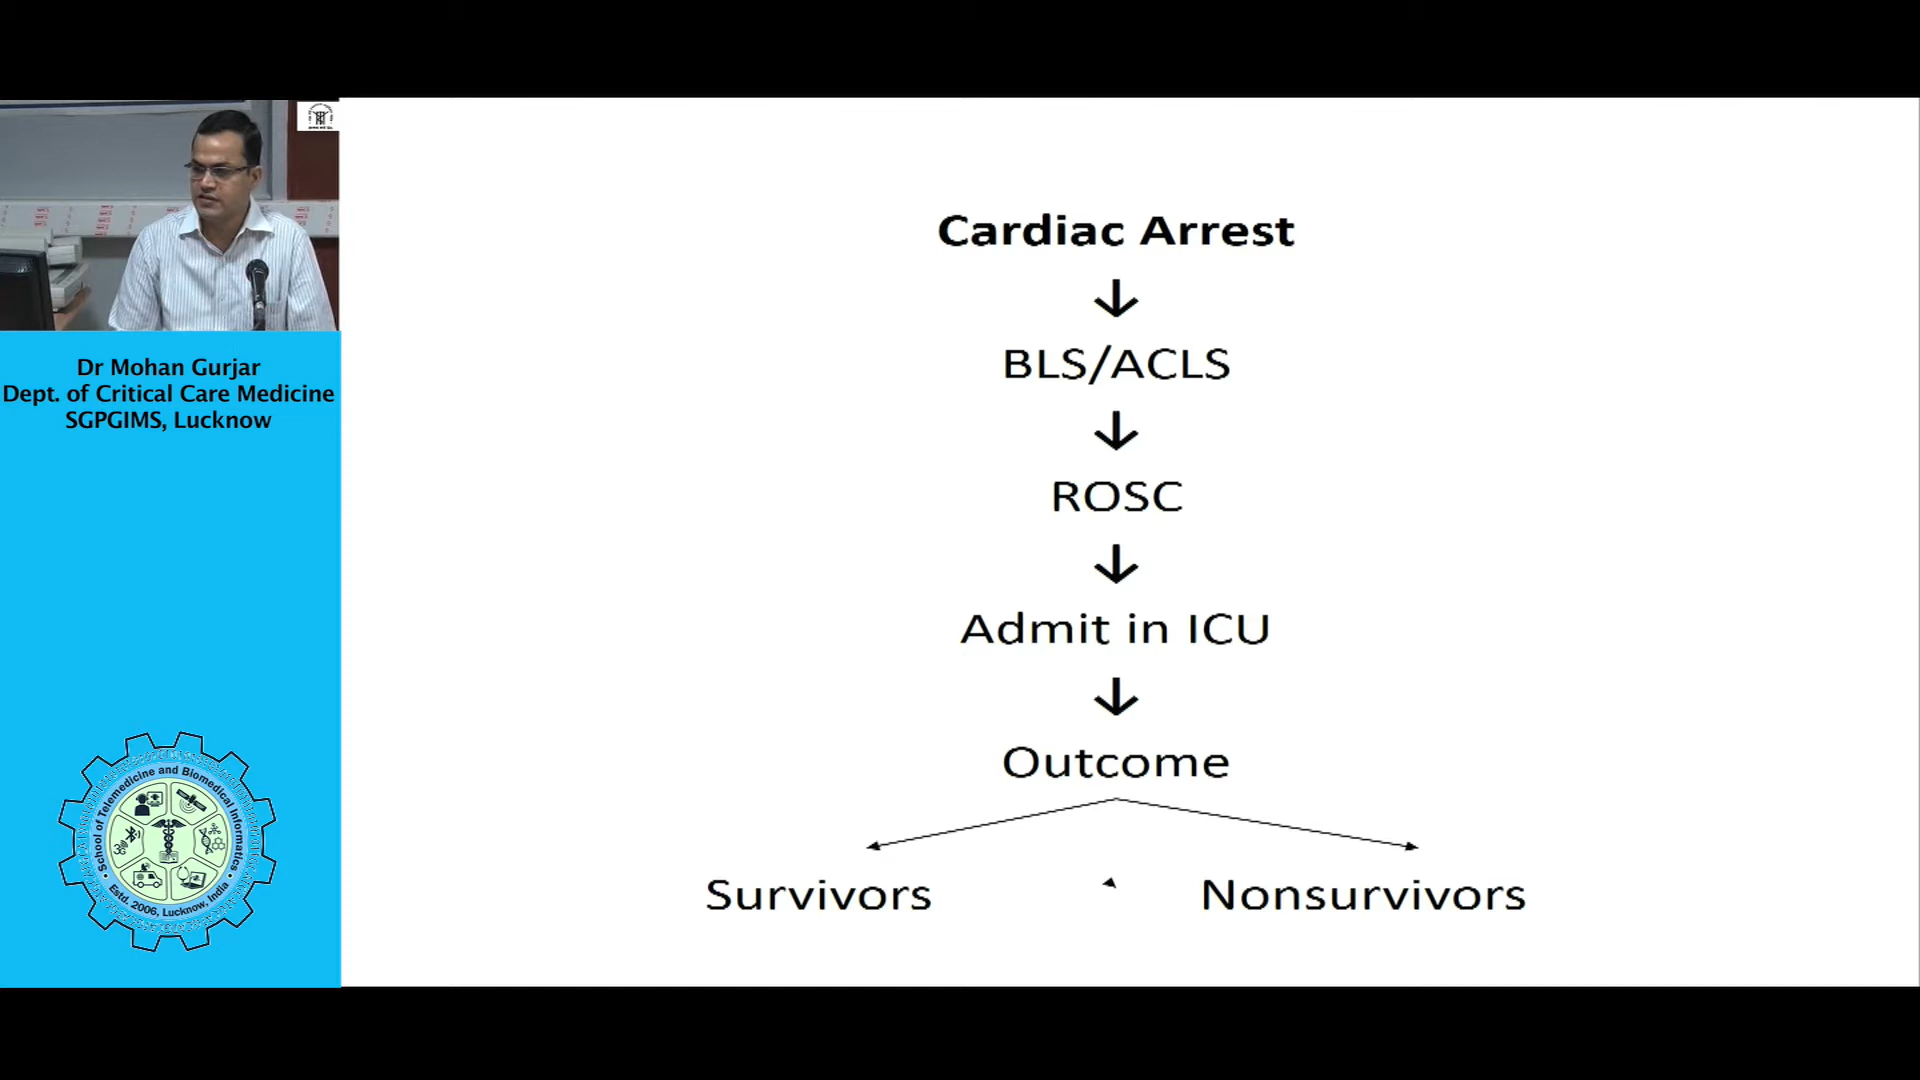 Dr Mohan Gurjar
Dept. of Critical Care Medicine
SGPGIMS, Lucknow
School of Telemedicine and Biomedical Informatics
Estd. 2006, Lucknow, India
Cardiac Arrest
↓
BLS/ACLS
↓
ROSC
↓
Admit in ICU
↓
Outcome
Survivors
Nonsurvivors